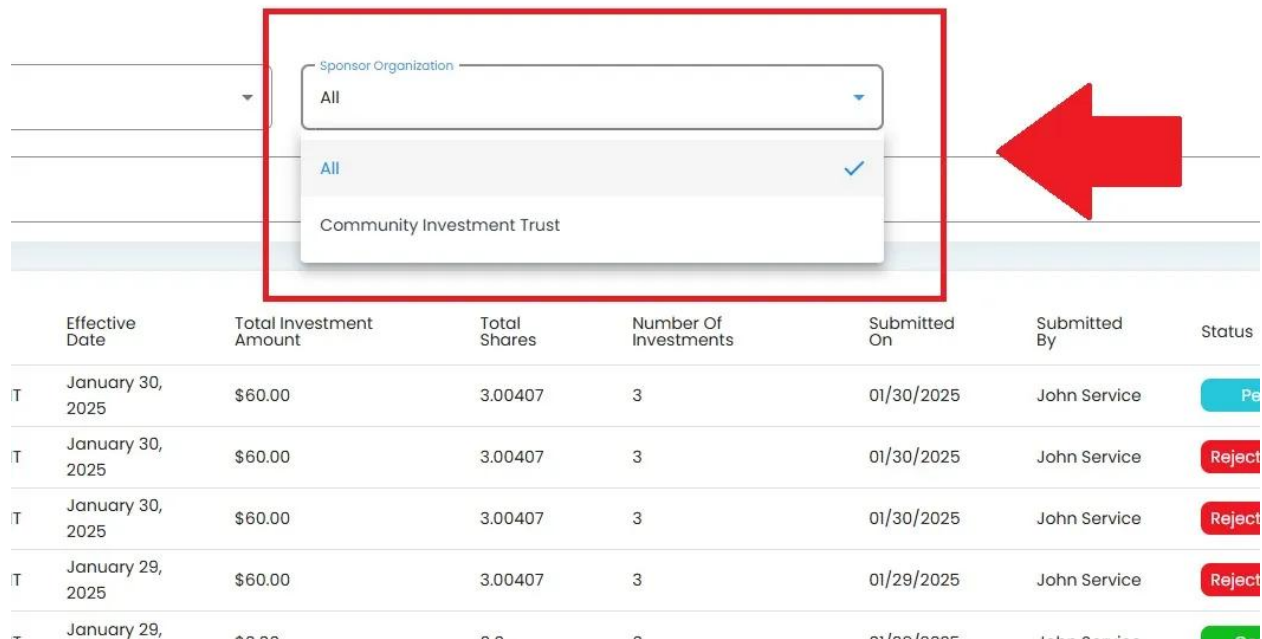 Sponsor Organization
All
All
Community Investment Trust
Effective Date Total Investment Amount Total Shares Number Of Investments Submitted On Submitted By Status
January 30, 2025 $60.00 3.00407 3 01/30/2025 John Service
January 30, 2025 $60.00 3.00407 3 01/30/2025 John Service Reject
January 30, 2025 $60.00 3.00407 3 01/30/2025 John Service Reject
January 29, 2025 $60.00 3.00407 3 01/29/2025 John Service Reject
January 29,